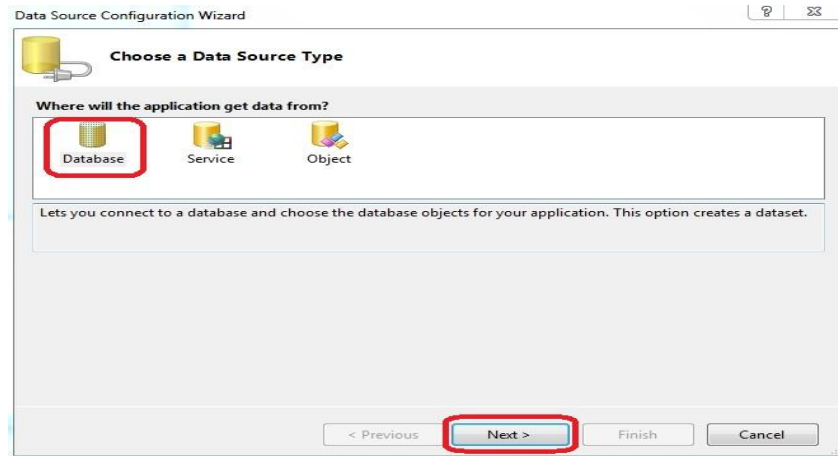 Data Source Configuration Wizard
Choose a Data Source Type
Where will the application get data from?
Database Service Object
Lets you connect to a database and choose the database objects for your application. This option creates a dataset.
< Previous Next > Finish Cancel